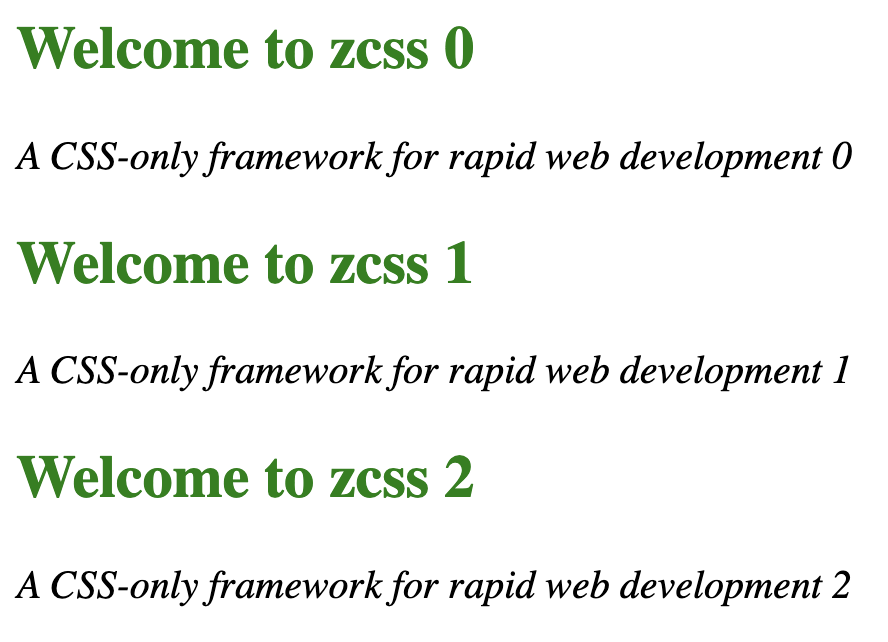 Welcome to zcss 0
A CSS-only framework for rapid web development 0
Welcome to zcss 1
A CSS-only framework for rapid web development 1
Welcome to zcss 2
A CSS-only framework for rapid web development 2